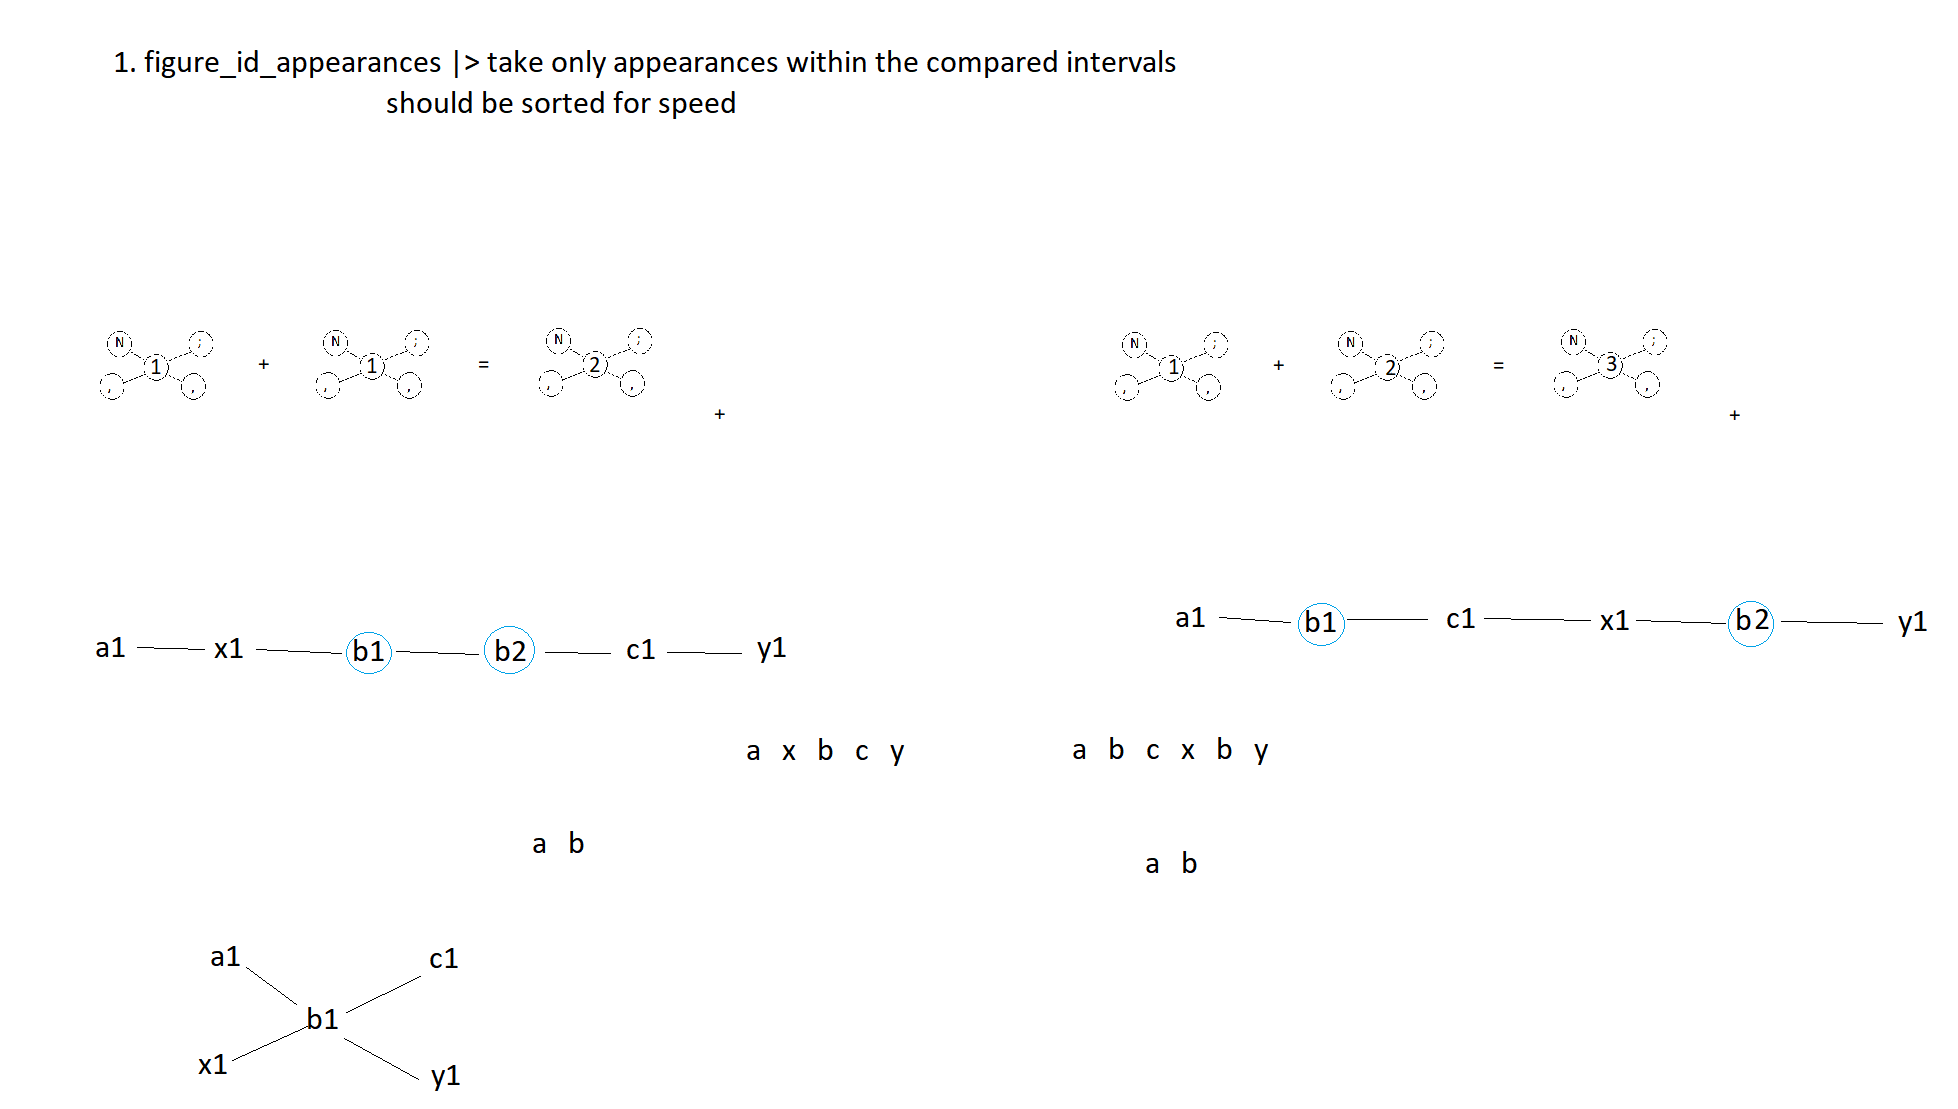 1. figure_id_appearances |> take only appearances within the compared intervals
should be sorted for speed
N ; 1 , , + N ; 1 , , = N ; 2 , ,
+
N ; 1 , , + N ; 2 , , = N ; 3 , ,
+
a1 x1 b1 b2 c1 y1
a1 b1 c1 x1 b2 y1
a x b c y
a b c x b y
a b
a b
a1 c1
b1
x1 y1